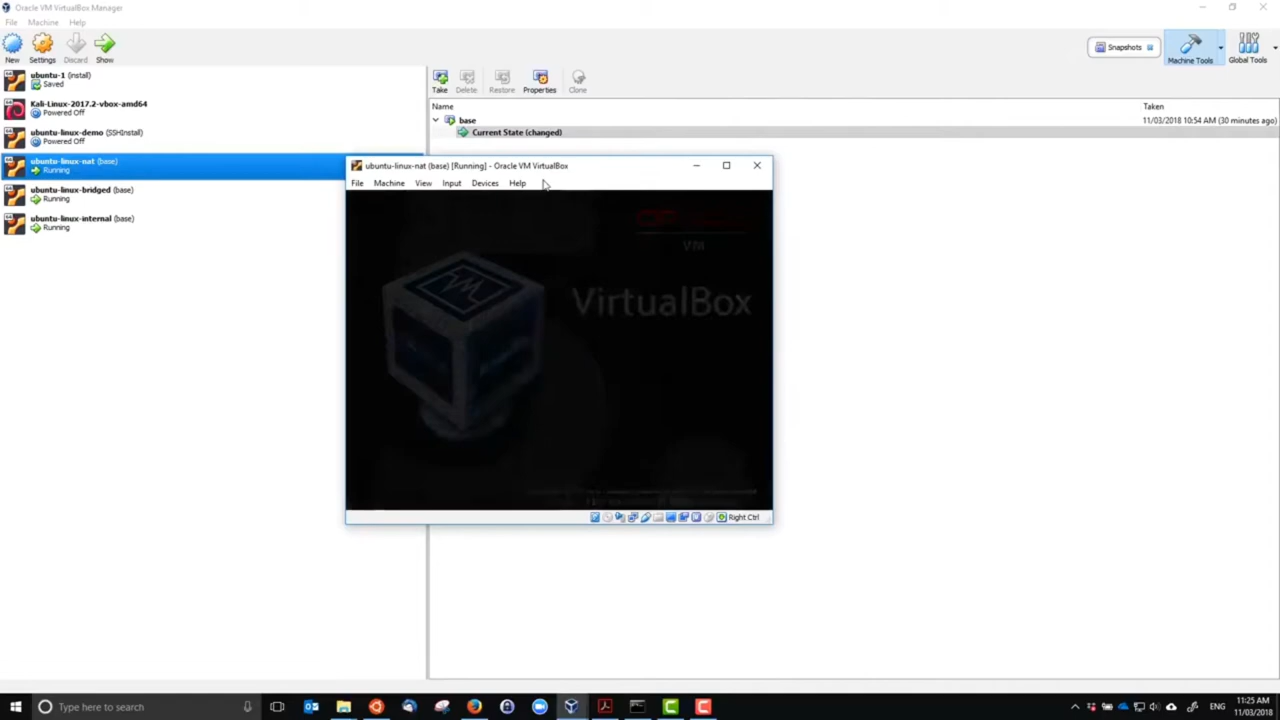 Oracle VM VirtualBox Manager
File Machine Help
New Settings Discard Show
Snapshots
Machine Tools Global Tools
ubuntu-1 (install)
Saved
Kali-Linux-2017.2-vbox-amd64
Powered Off
ubuntu-linux-demo (SSHInstall)
Powered Off
ubuntu-linux-nat (base)
Running
ubuntu-linux-bridged (base)
Running
ubuntu-linux-internal (base)
Running
Take Delete Restore Properties Clone
Name Taken
base 11/03/2018 10:54 AM (30 minutes ago)
Current State (changed)
ubuntu-linux-nat (base) [Running] - Oracle VM VirtualBox
File Machine View Input Devices Help
VM
VirtualBox
Right Ctrl
Type here to search
ENG
11:25 AM
11/03/2018